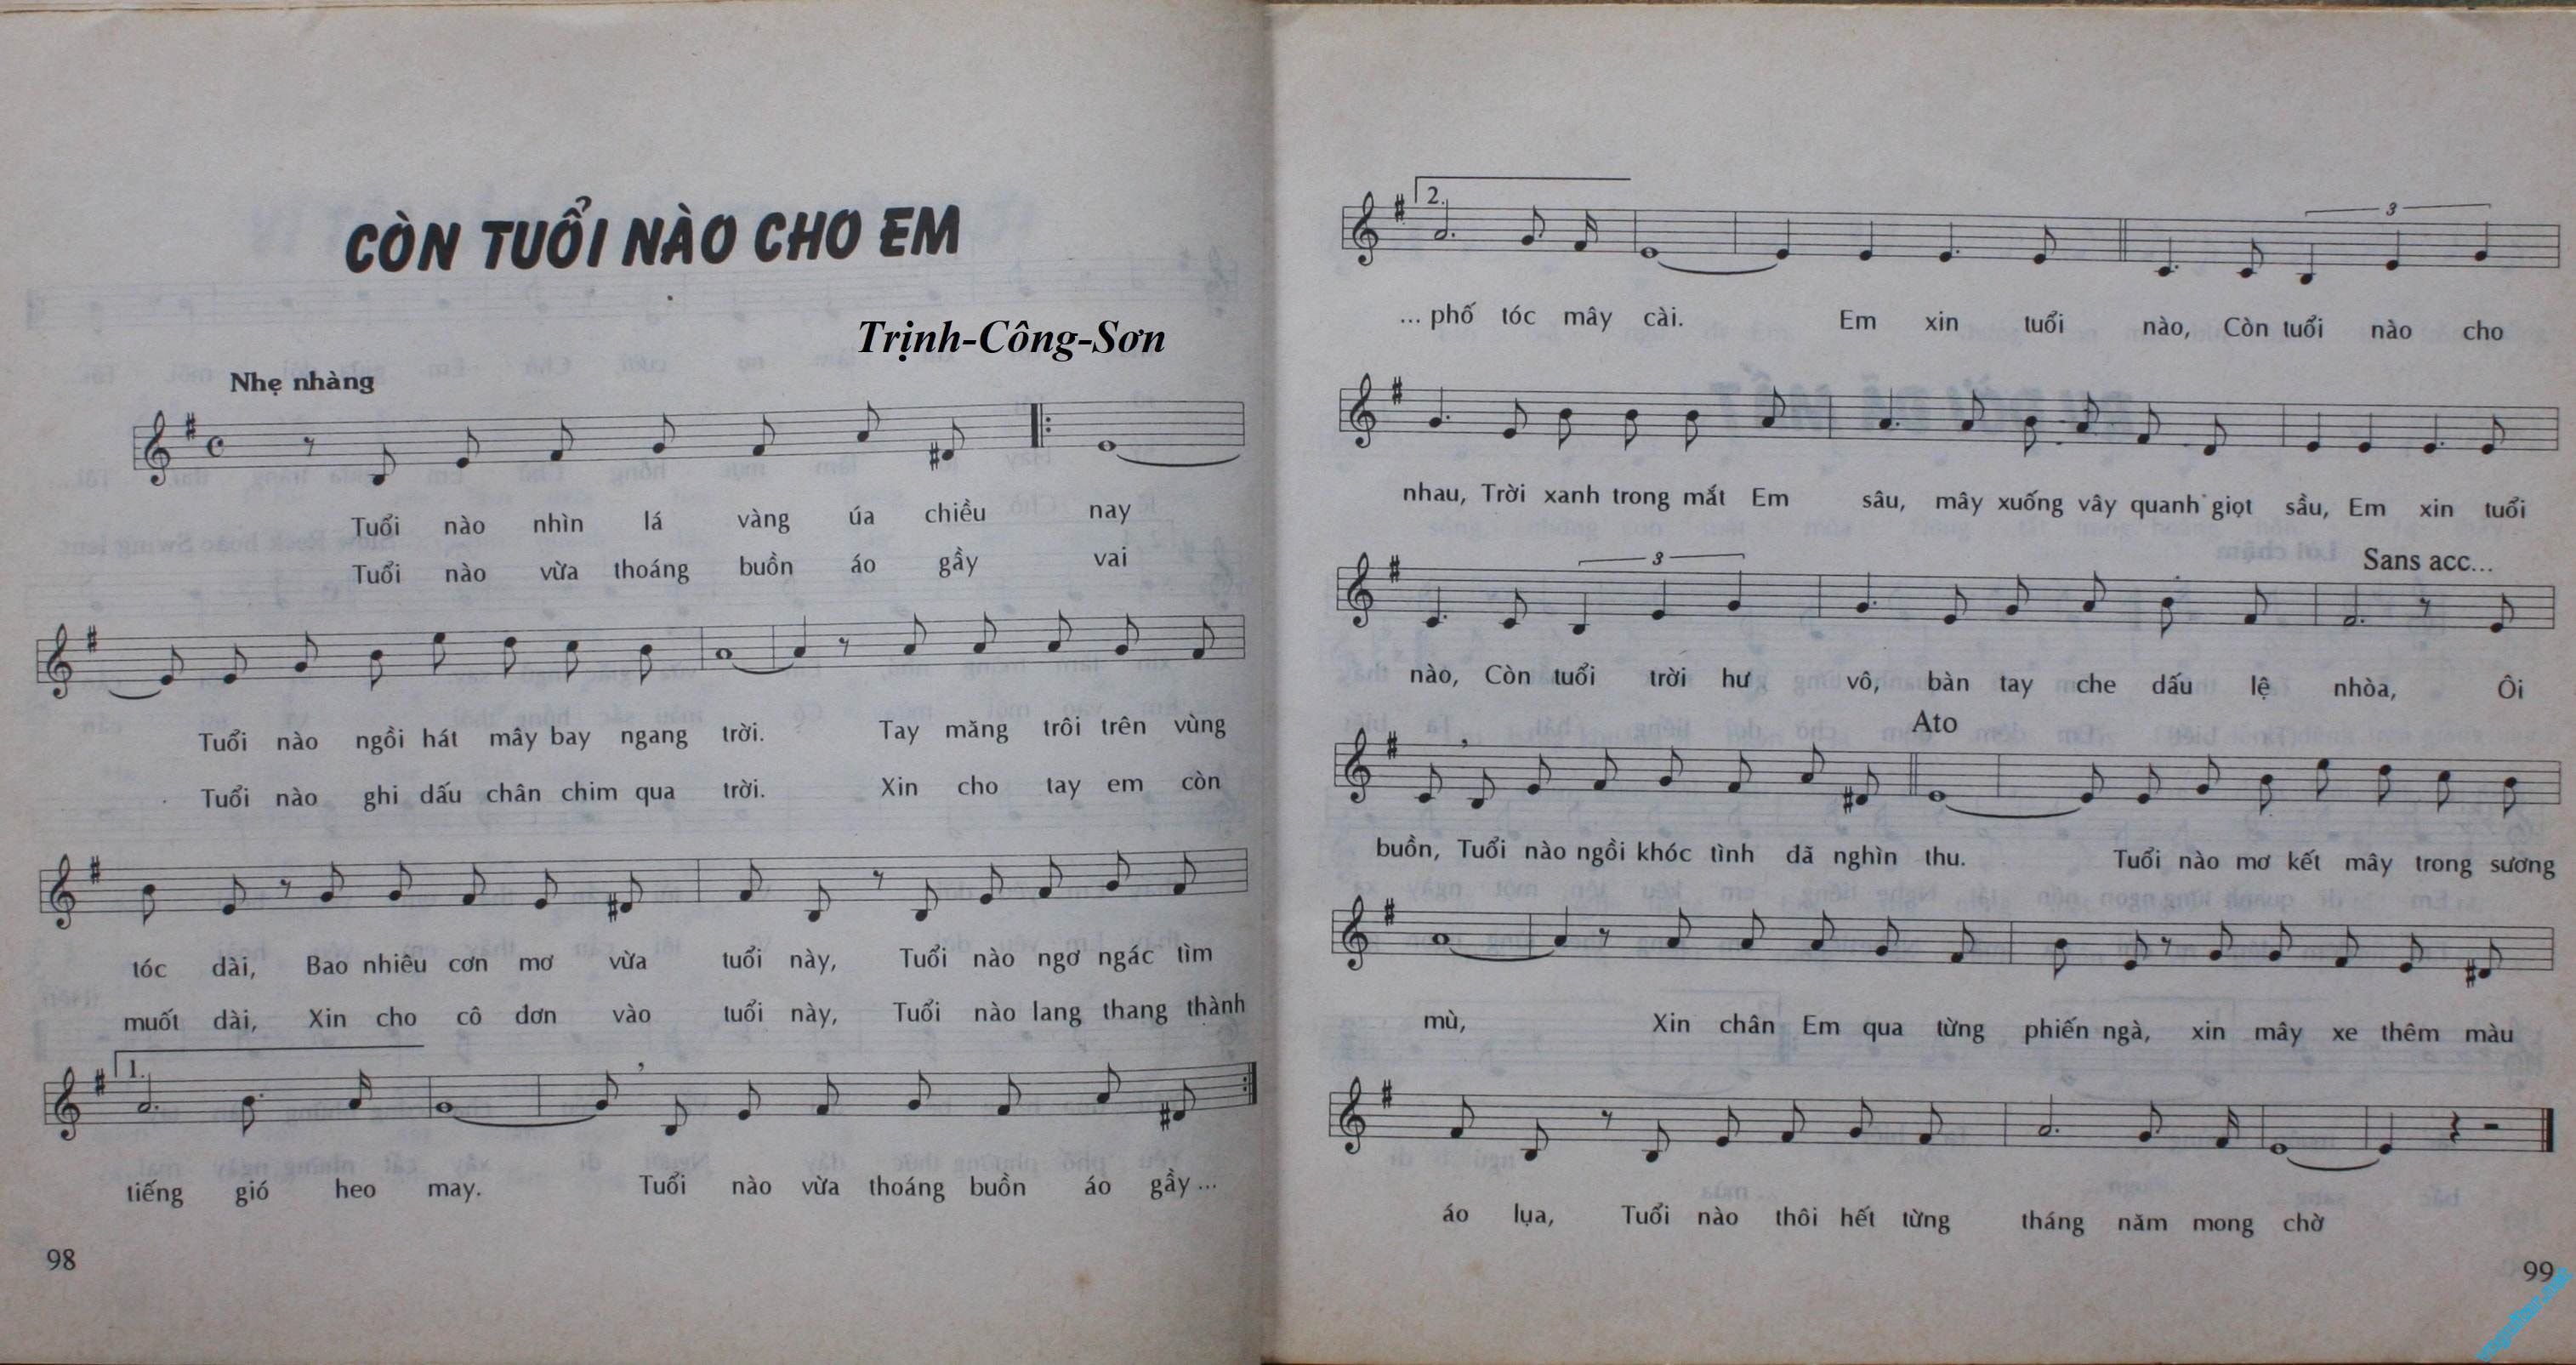 CÒN TUỔI NÀO CHO EM
Trịnh-Công-Sơn
Nhẹ nhàng
Tuổi nào nhìn lá vàng úa chiều nay
Tuổi nào vừa thoáng buồn áo gầy vai
Tuổi nào ngồi hát mây bay ngang trời. Tay măng trôi trên vùng
Tuổi nào ghi dấu chân chim qua trời. Xin cho tay em còn
tóc dài, Bao nhiêu cơn mơ vừa tuổi này, Tuổi nào ngơ ngác tìm
muốt dài, Xin cho cô đơn vào tuổi này, Tuổi nào lang thang thành
1.
tiếng gió heo may. Tuổi nào vừa thoáng buồn áo gầy...
98
2.
3
...phố tóc mây cài. Em xin tuổi nào, Còn tuổi nào cho
nhau, Trời xanh trong mắt Em sâu, mây xuống vây quanh giọt sầu, Em xin tuổi
3
Sans acc...
nào, Còn tuổi trời hư vô, bàn tay che dấu lệ nhòa, Ôi
Ato
buồn, Tuổi nào ngồi khóc tình đã nghìn thu. Tuổi nào mơ kết mây trong sương
mù, Xin chân Em qua từng phiến ngà, xin mây xe thêm màu
áo lụa, Tuổi nào thôi hết từng tháng năm mong chờ
99